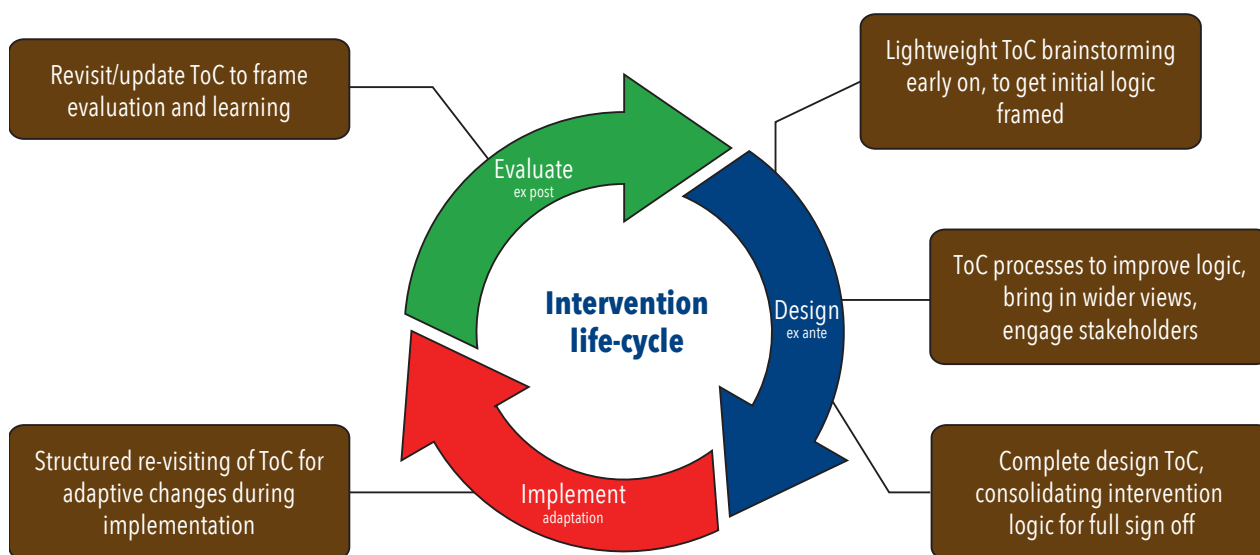 Revisit/update ToC to frame
evaluation and learning
Lightweight ToC brainstorming
early on, to get initial logic
framed
Evaluate
ex post
ToC processes to improve logic,
bring in wider views,
engage stakeholders
Intervention
life-cycle
Design
ex ante
Structured re-visiting of ToC for
adaptive changes during
implementation
Implement
adaptation
Complete design ToC,
consolidating intervention
logic for full sign off